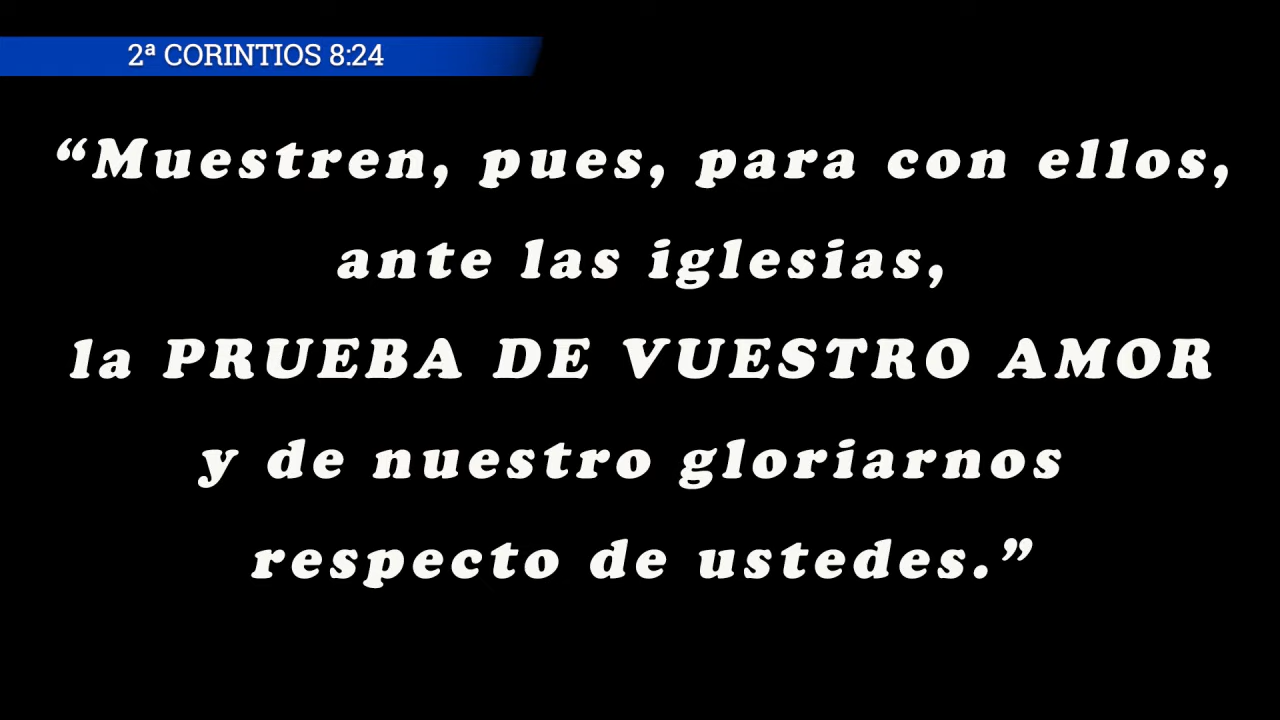 2ª CORINTIOS 8:24
“Muestren, pues, para con ellos,
ante las iglesias,
la PRUEBA DE VUESTRO AMOR
y de nuestro gloriarnos
respecto de ustedes.”